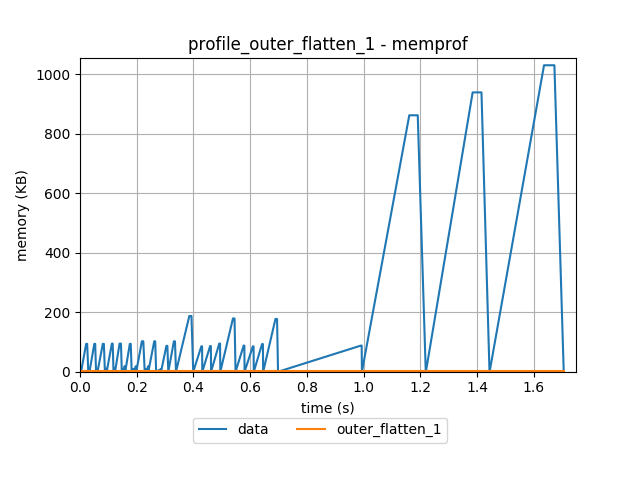 profile_outer_flatten_1 - memprof
memory (KB)
1000
800
600
400
200
0
0.0 0.2 0.4 0.6 0.8 1.0 1.2 1.4 1.6
time (s)
data outer_flatten_1